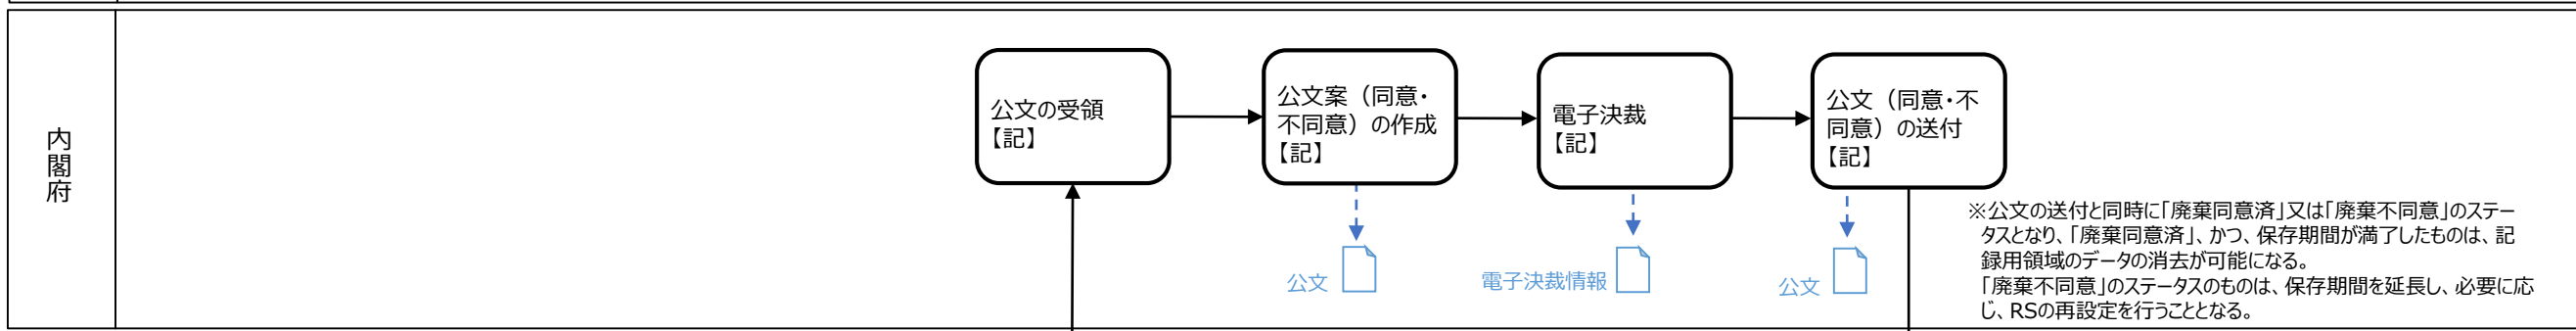 内閣府
公文の受領
【記】
公文案（同意・
不同意）の作成
【記】
電子決裁
【記】
公文（同意・不
同意）の送付
【記】
公文
電子決裁情報
公文
※公文の送付と同時に「廃棄同意済」又は「廃棄不同意」のステー
タスとなり、「廃棄同意済」、かつ、保存期間が満了したものは、記
録用領域のデータの消去が可能になる。
「廃棄不同意」のステータスのものは、保存期間を延長し、必要に応
じ、RSの再設定を行うこととなる。